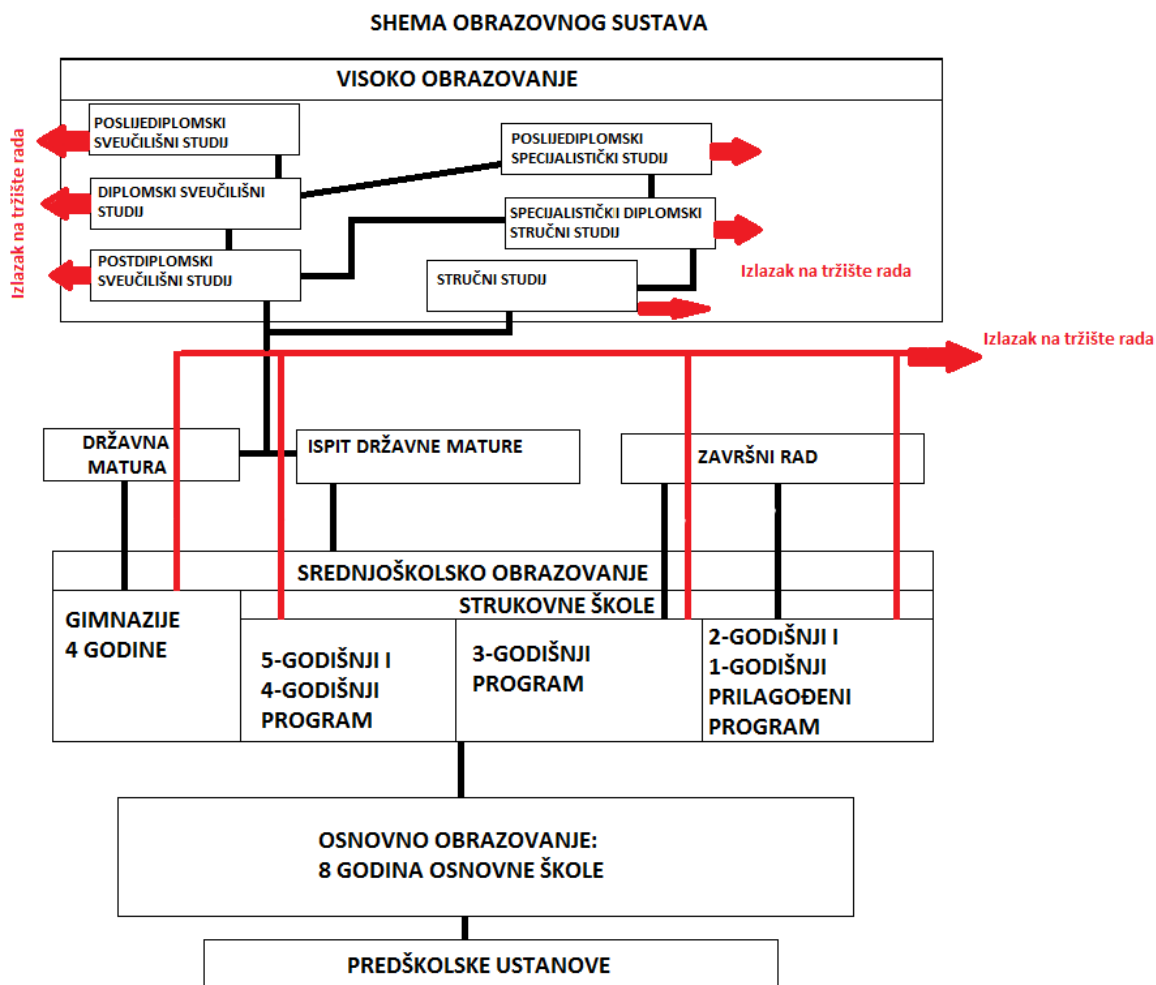 SHEMA OBRAZOVNOG SUSTAVA
VISOKO OBRAZOVANJE
POSLIJEDIPLOMSKI
SVEUČILIŠNI STUDIJ
POSLIJEDIPLOMSKI
SPECIJALISTIČKI STUDIJ
DIPLOMSKI SVEUČILIŠNI
STUDIJ
SPECIJALISTIČKI DIPLOMSKI
STRUČNI STUDIJ
POSTDIPLOMSKI
SVEUČILIŠNI STUDIJ
STRUČNI STUDIJ
Izlazak na tržište rada
Izlazak na tržište rada
Izlazak na tržište rada
DRŽAVNA
MATURA
ISPIT DRŽAVNE MATURE
ZAVRŠNI RAD
SREDNJOŠKOLSKO OBRAZOVANJE
STRUKOVNE ŠKOLE
GIMNAZIJE
4 GODINE
5-GODIŠNJI I
4-GODIŠNJI
PROGRAM
3-GODIŠNJI
PROGRAM
2-GODIŠNJI I
1-GODIŠNJI
PRILAGOĐENI
PROGRAM
OSNOVNO OBRAZOVANJE:
8 GODINA OSNOVNE ŠKOLE
PREDŠKOLSKE USTANOVE